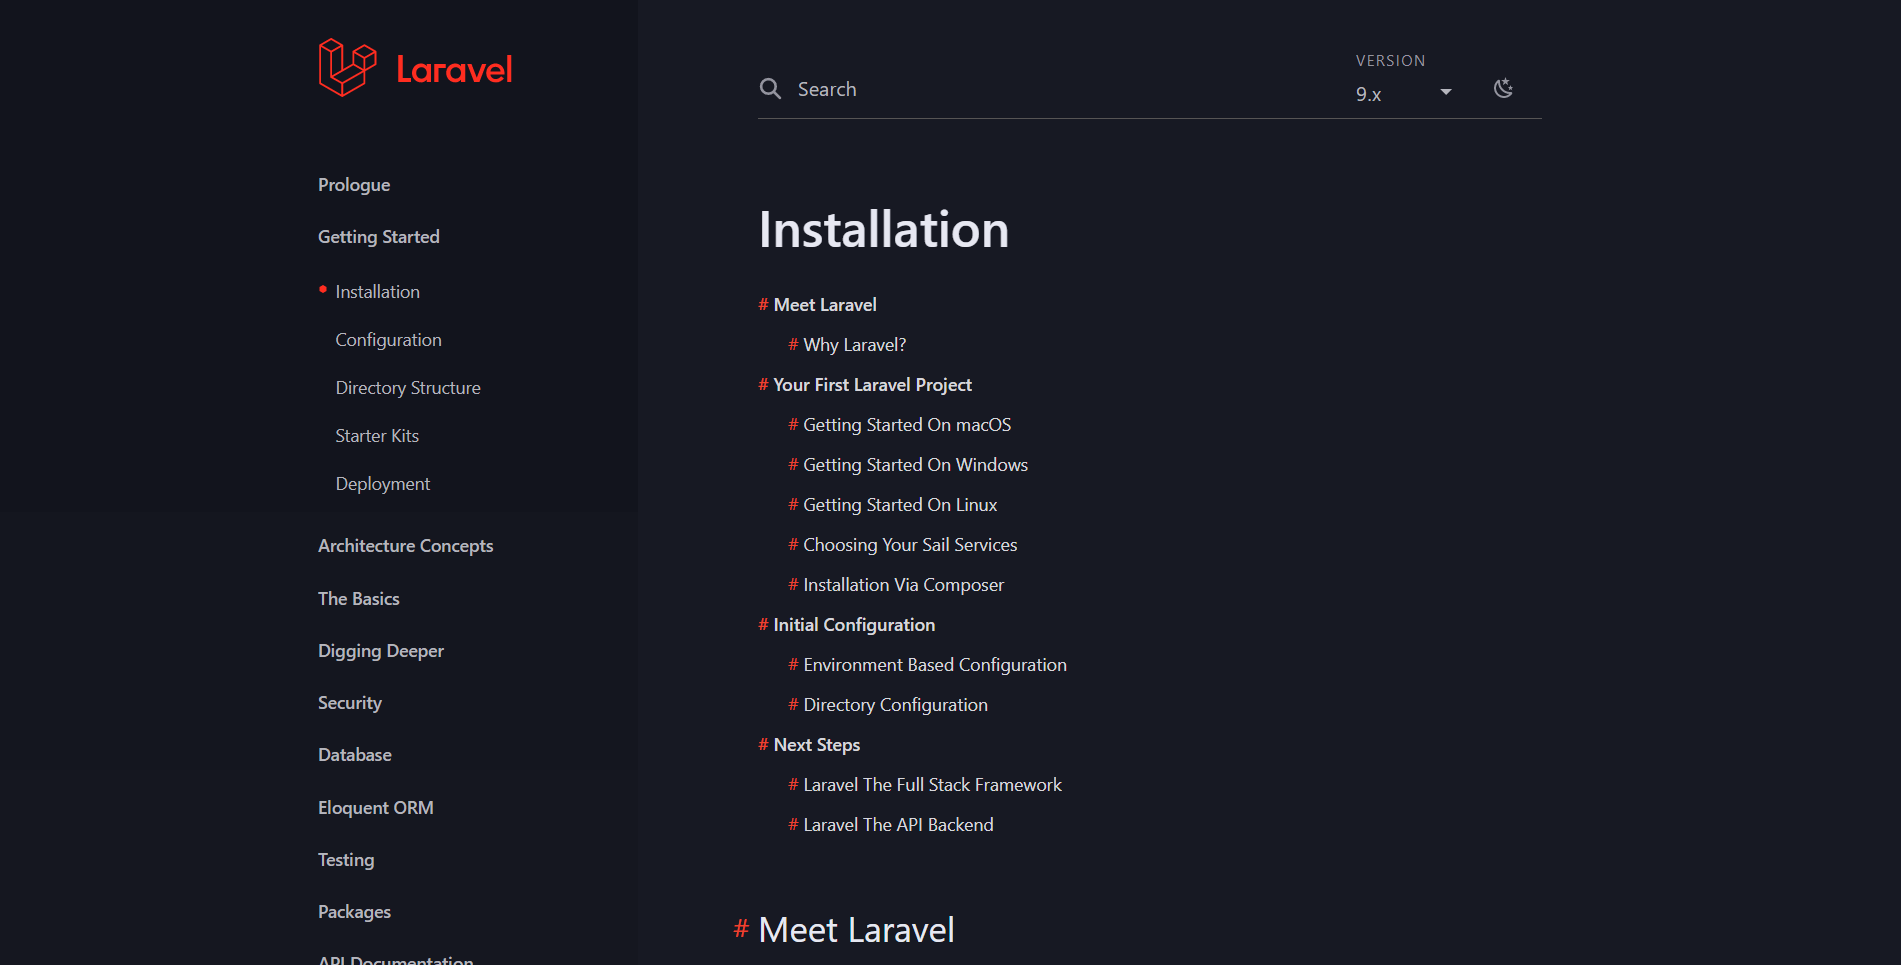 Laravel
Prologue
Getting Started
Installation
Configuration
Directory Structure
Starter Kits
Deployment
Architecture Concepts
The Basics
Digging Deeper
Security
Database
Eloquent ORM
Testing
Packages
API Documentation
Search
VERSION
9.x
Installation
# Meet Laravel
# Why Laravel?
# Your First Laravel Project
# Getting Started On macOS
# Getting Started On Windows
# Getting Started On Linux
# Choosing Your Sail Services
# Installation Via Composer
# Initial Configuration
# Environment Based Configuration
# Directory Configuration
# Next Steps
# Laravel The Full Stack Framework
# Laravel The API Backend
# Meet Laravel